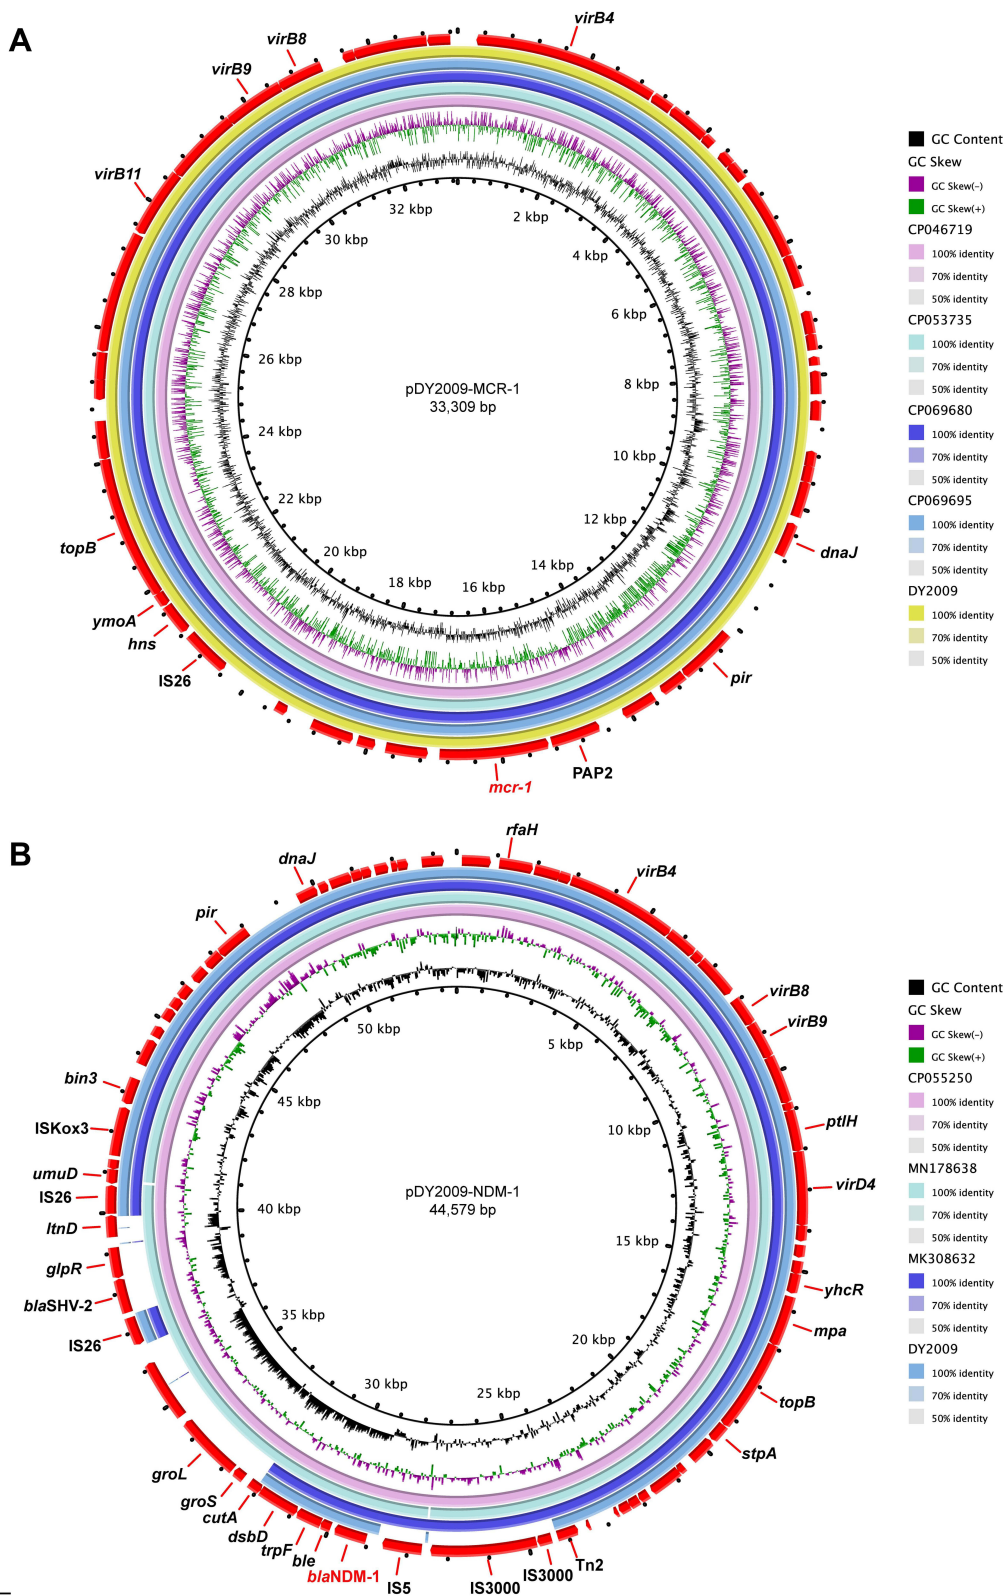 A
virB4
virB8
virB9
virB11
topB
ymoA
hns
IS26
mcr-1
PAP2
pir
dnaJ
2 kbp
4 kbp
6 kbp
8 kbp
10 kbp
12 kbp
14 kbp
16 kbp
18 kbp
20 kbp
22 kbp
24 kbp
26 kbp
28 kbp
30 kbp
32 kbp
pDY2009-MCR-1
33,309 bp
GC Content
GC Skew
GC Skew(-)
GC Skew(+)
CP046719
100% identity
70% identity
50% identity
CP053735
100% identity
70% identity
50% identity
CP069680
100% identity
70% identity
50% identity
CP069695
100% identity
70% identity
50% identity
DY2009
100% identity
70% identity
50% identity
B
rfaH
virB4
virB8
virB9
ptlH
virD4
yhcR
mpa
topB
stpA
Tn2
IS3000
IS3000
IS5
blaNDM-1
ble
trpF
dsbD
cutA
groS
groL
IS26
blaSHV-2
glpR
ltnD
IS26
umuD
ISKox3
bin3
pir
dnaJ
5 kbp
10 kbp
15 kbp
20 kbp
25 kbp
30 kbp
35 kbp
40 kbp
45 kbp
50 kbp
pDY2009-NDM-1
44,579 bp
GC Content
GC Skew
GC Skew(-)
GC Skew(+)
CP055250
100% identity
70% identity
50% identity
MN178638
100% identity
70% identity
50% identity
MK308632
100% identity
70% identity
50% identity
DY2009
100% identity
70% identity
50% identity